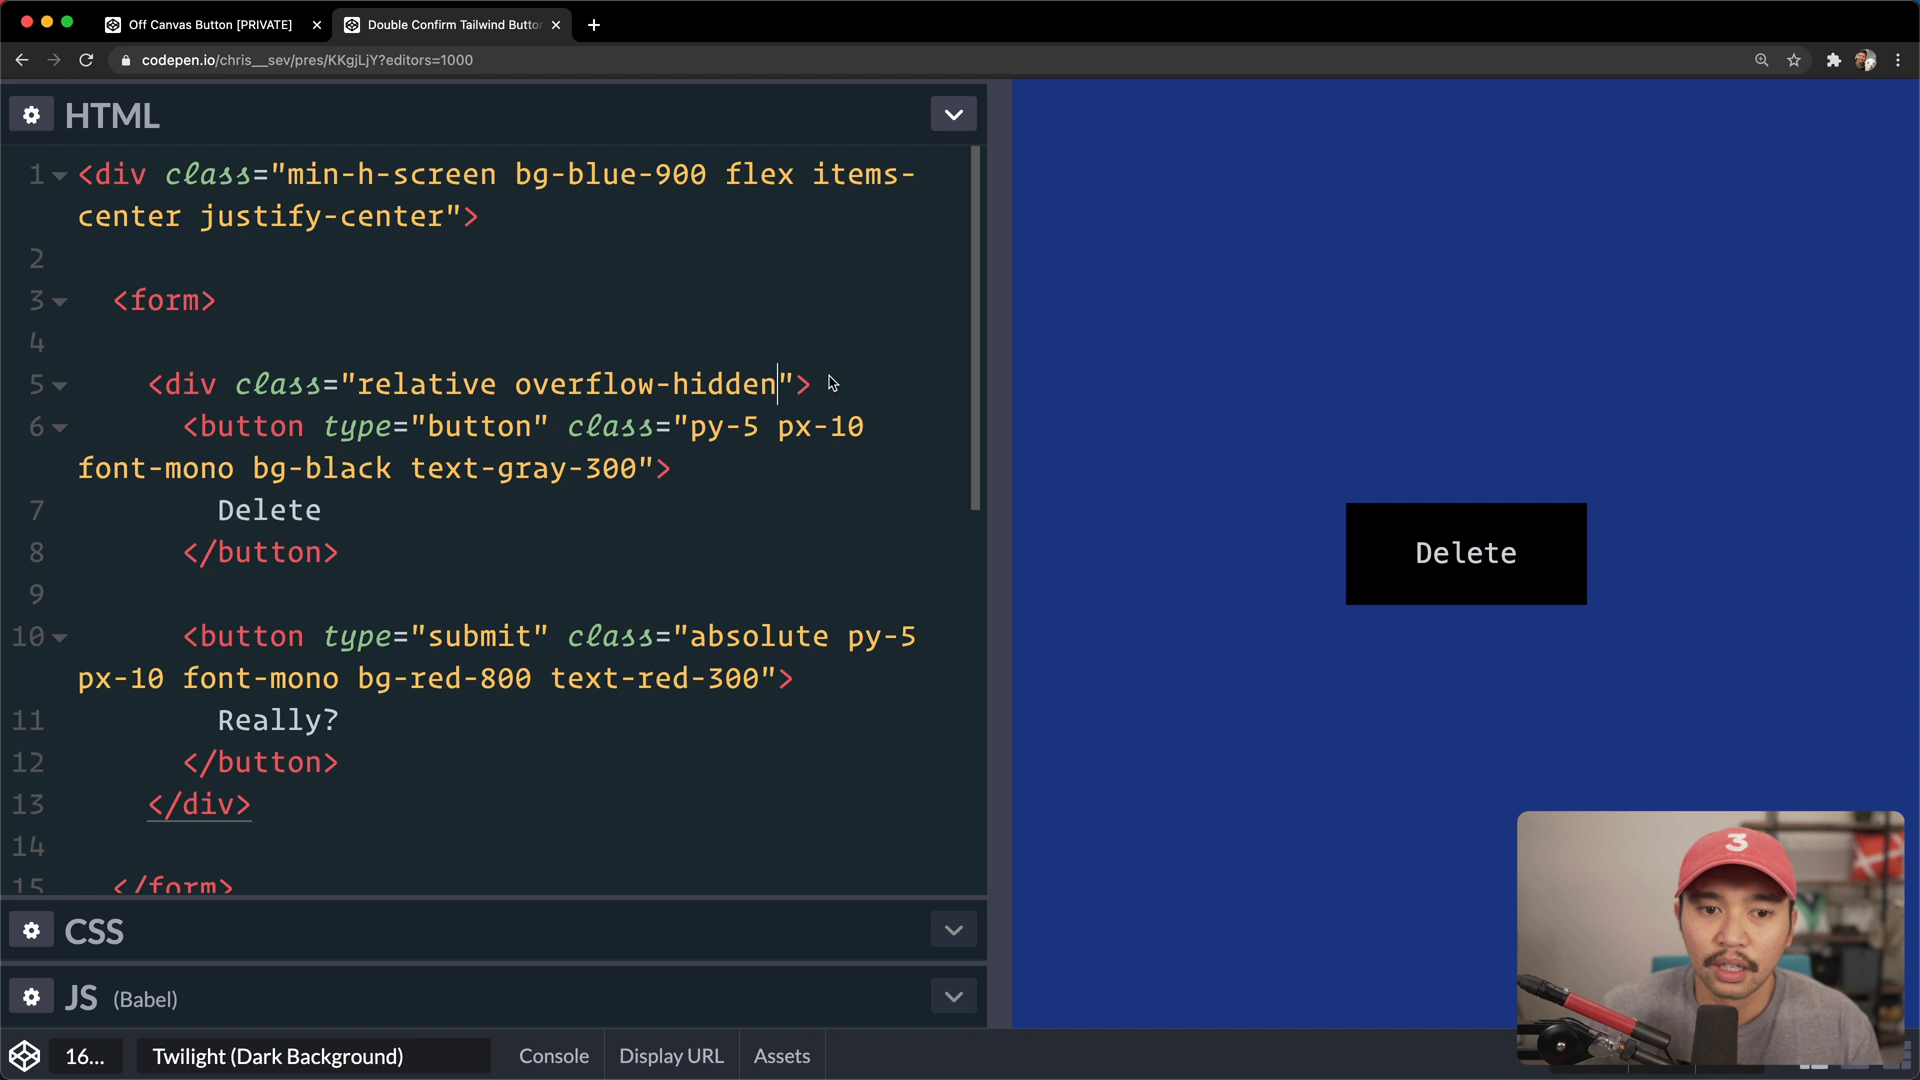 Off Canvas Button [PRIVATE]
Double Confirm Tailwind Butto
codepen.io/chris__sev/pres/KKgjLjY?editors=1000
HTML
1 <div class="min-h-screen bg-blue-900 flex items-
center justify-center">
2
3 <form>
4
5 <div class="relative overflow-hidden">
6 <button type="button" class="py-5 px-10
font-mono bg-black text-gray-300">
7 Delete
8 </button>
9
10 <button type="submit" class="absolute py-5
px-10 font-mono bg-red-800 text-red-300">
11 Really?
12 </button>
13 </div>
14
15 </form>
Delete
3
CSS
JS (Babel)
16...
Twilight (Dark Background)
Console
Display URL
Assets